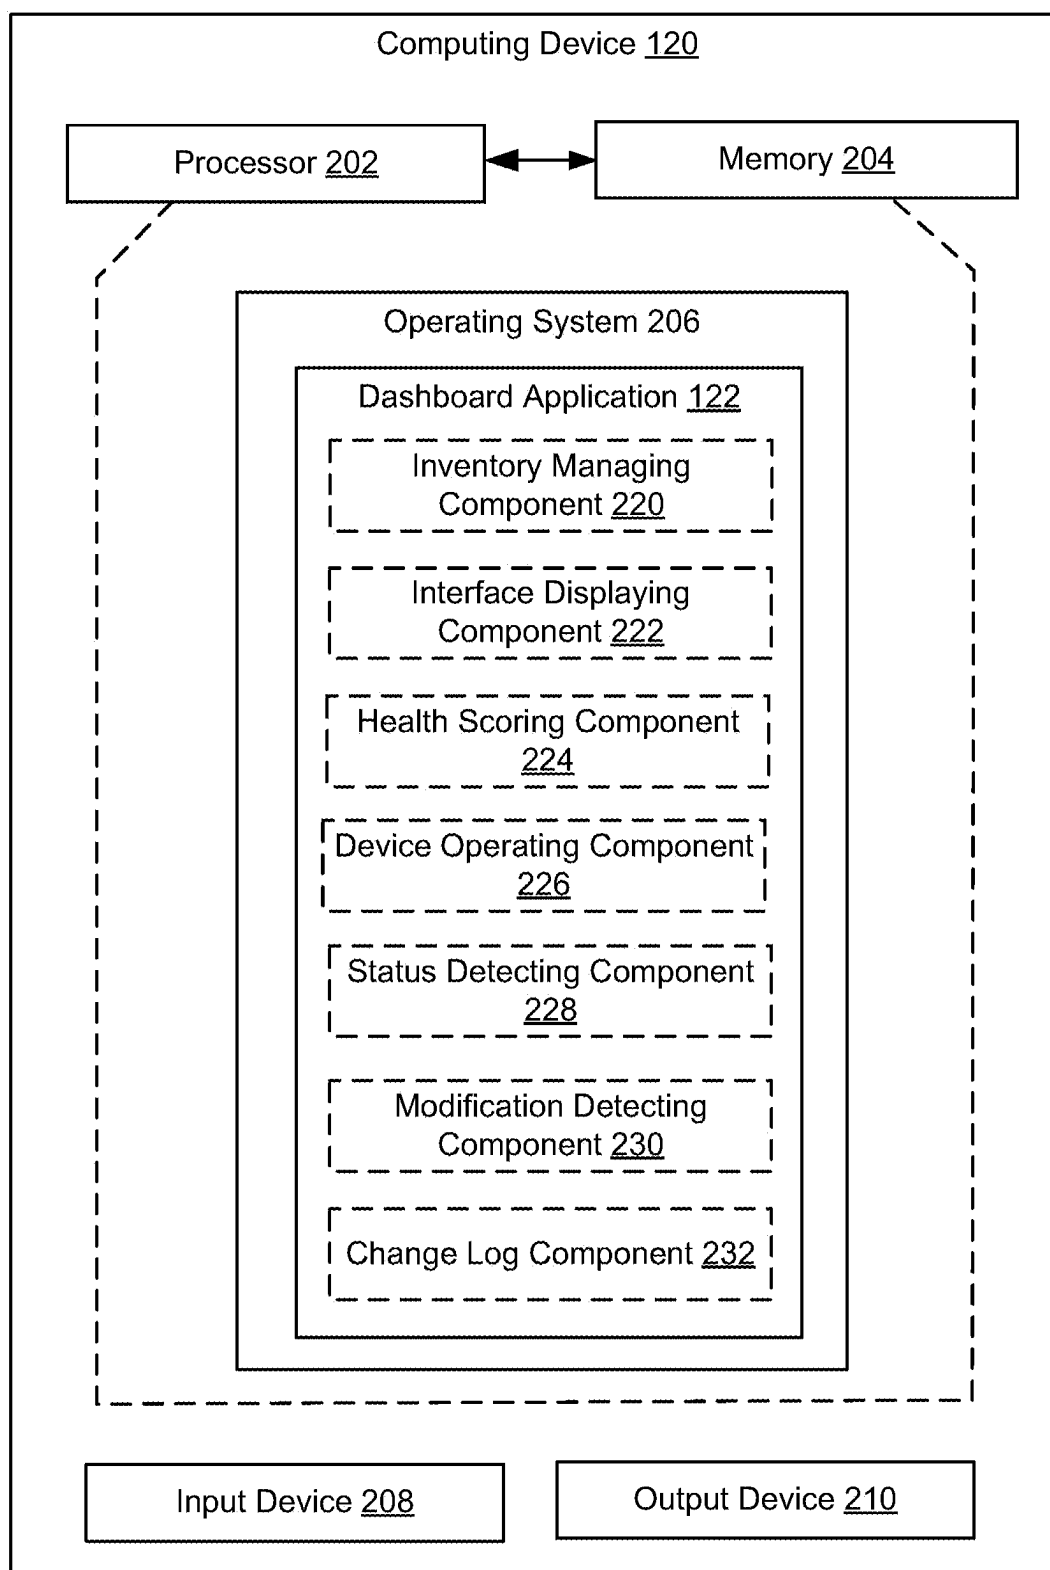 Computing Device 120
Processor 202
Memory 204
Operating System 206
Dashboard Application 122
Inventory Managing
Component 220
Interface Displaying
Component 222
Health Scoring Component
224
Device Operating Component
226
Status Detecting Component
228
Modification Detecting
Component 230
Change Log Component 232
Input Device 208
Output Device 210